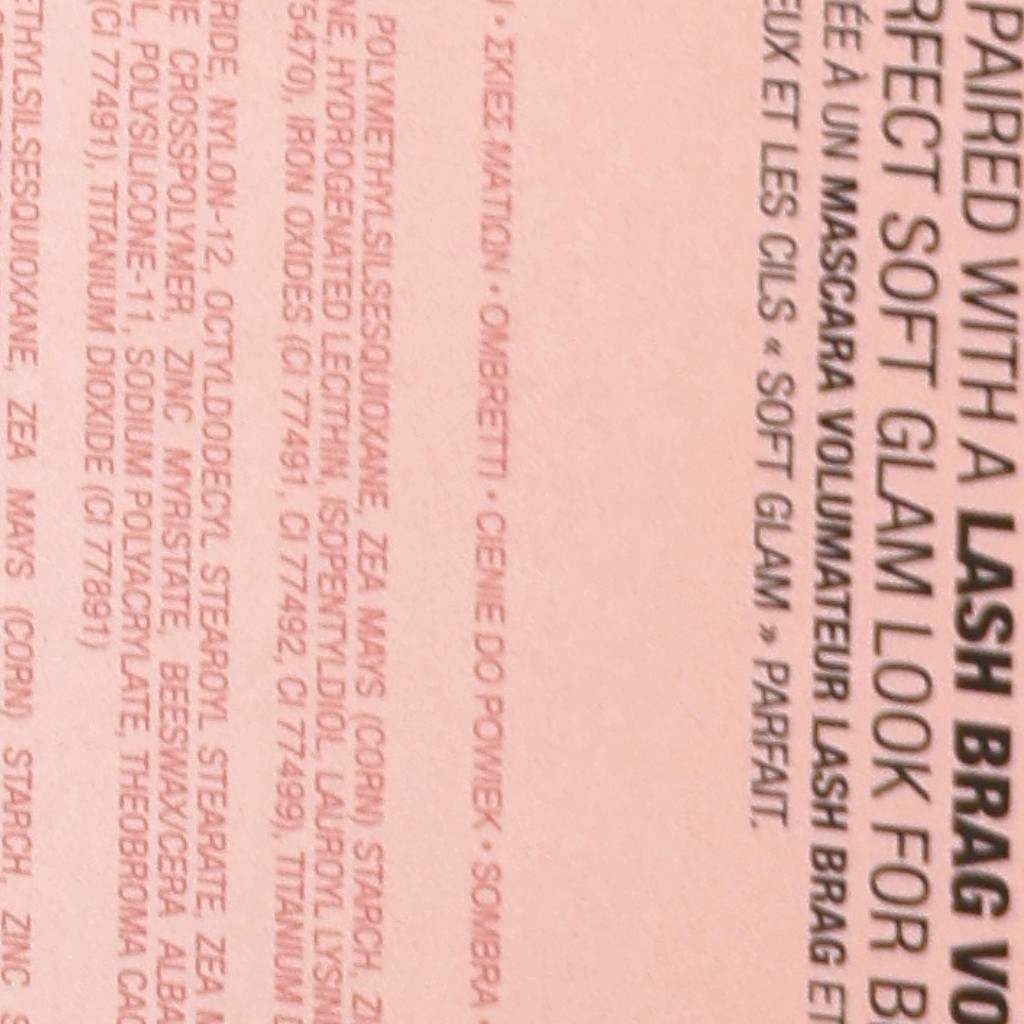 PAIRED WITH A LASH BRAG VO
RFECT SOFT GLAM LOOK FOR B
ÉE À UN MASCARA VOLUMATEUR LASH BRAG ET
EUX ET LES CILS « SOFT GLAM » PARFAIT.
• ΣΚΙΕΣ ΜΑΤΙΩΝ • OMBRETTI • CIENIE DO POWIEK • SOMBRA
POLYMETHYLSILSESQUIOXANE, ZEA MAYS (CORN) STARCH, ZI
NE, HYDROGENATED LECITHIN, ISOPENTYLDIOL, LAUROYL LYSIN
75470), IRON OXIDES (CI 77491, CI 77492, CI 77499), TITANIUM
RIDE, NYLON-12, OCTYLDODECYL STEAROYL STEARATE, ZEA M
NE CROSSPOLYMER, ZINC MYRISTATE, BEESWAX/CERA ALBA
L, POLYSILICONE-11, SODIUM POLYACRYLATE, THEOBROMA CAC
(CI 77491), TITANIUM DIOXIDE (CI 77891)
ETHYLSILSESQUIOXANE, ZEA MAYS (CORN) STARCH, ZINC S